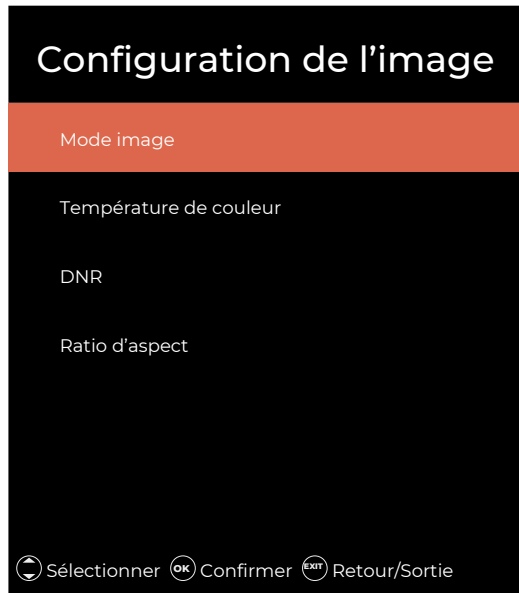 Configuration de l’image
Mode image
Température de couleur
DNR
Ratio d’aspect
Sélectionner OK Confirmer EXIT Retour/Sortie